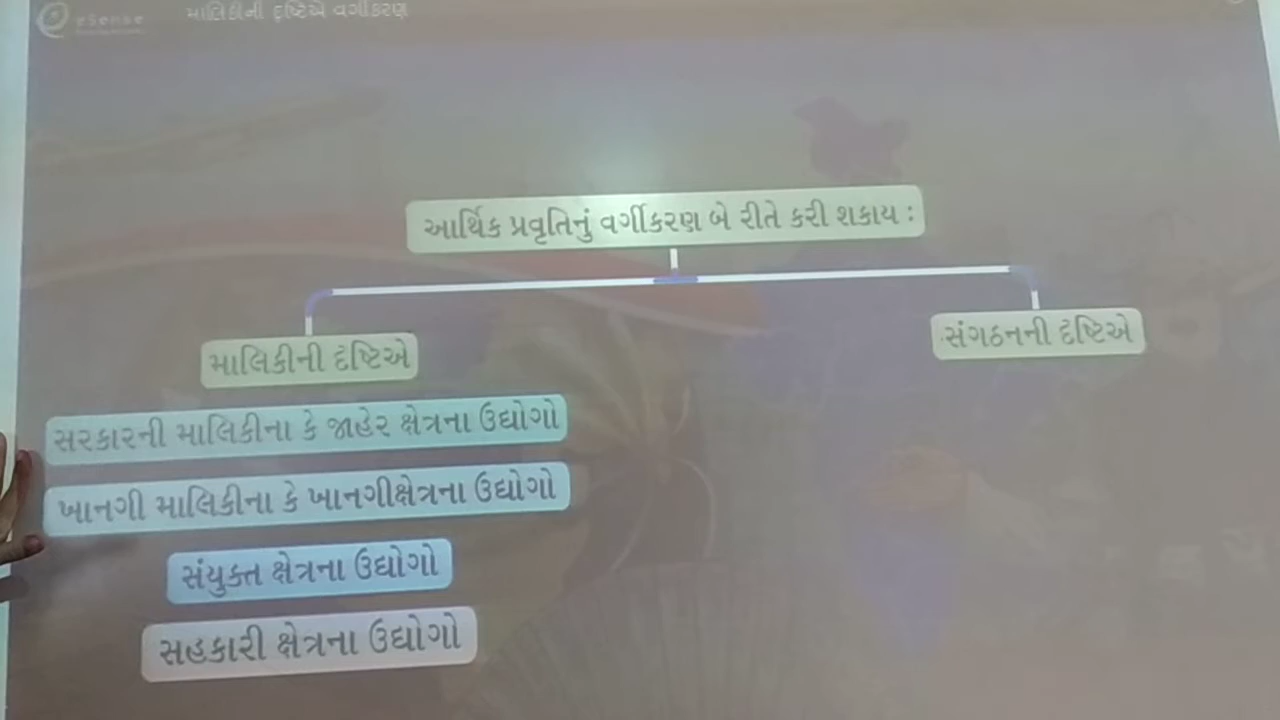 eSense
માલિકીની દૃષ્ટિએ વર્ગીકરણ
આર્થિક પ્રવૃતિનું વર્ગીકરણ બે રીતે કરી શકાય :
માલિકીની દૃષ્ટિએ
સંગઠનની દૃષ્ટિએ
સરકારની માલિકીના કે જાહેર ક્ષેત્રના ઉદ્યોગો
ખાનગી માલિકીના કે ખાનગીક્ષેત્રના ઉદ્યોગો
સંયુક્ત ક્ષેત્રના ઉદ્યોગો
સહકારી ક્ષેત્રના ઉદ્યોગો